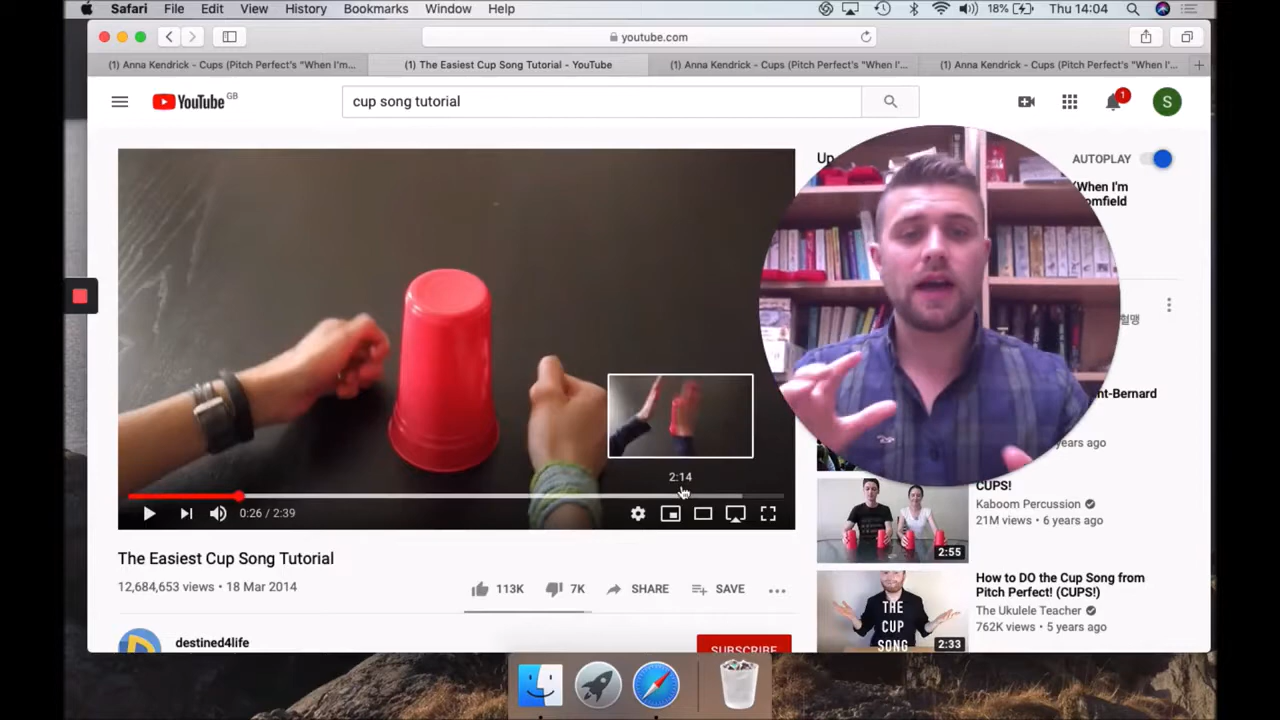 Safari File Edit View History Bookmarks Window Help 18% Thu 14:04
youtube.com
(1) Anna Kendrick - Cups (Pitch Perfect's "When I'm... (1) The Easiest Cup Song Tutorial - YouTube (1) Anna Kendrick - Cups (Pitch Perfect's "When I'... (1) Anna Kendrick - Cups (Pitch Perfect's "When I'...
YouTube GB cup song tutorial 1 S
Up AUTOPLAY
(When I'm
omfield
혈맹
nt-Bernard
years ago
2:14
0:26 / 2:39
CUPS!
Kaboom Percussion
21M views • 6 years ago
2:55
The Easiest Cup Song Tutorial
12,684,653 views • 18 Mar 2014
113K 7K SHARE SAVE
How to DO the Cup Song from
Pitch Perfect! (CUPS!)
The Ukulele Teacher
762K views • 5 years ago
THE
CUP
SONG
2:33
destined4life
SUBSCRIBE